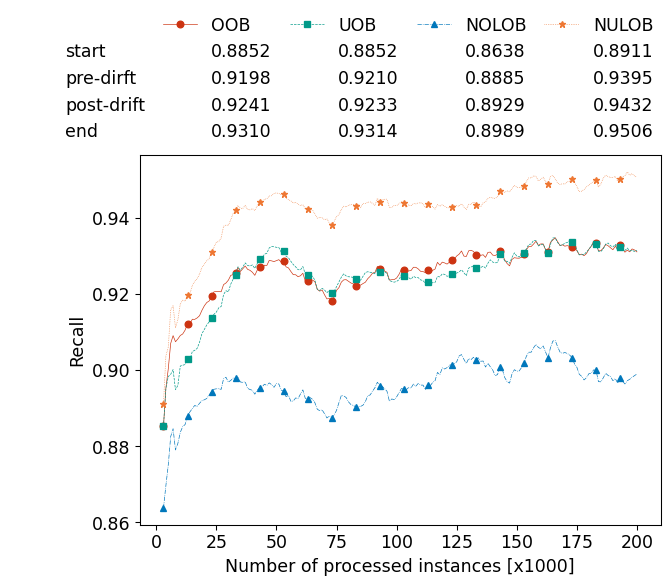 OOB UOB NOLOB NULOB
start 0.8852 0.8852 0.8638 0.8911
pre-dirft 0.9198 0.9210 0.8885 0.9395
post-drift 0.9241 0.9233 0.8929 0.9432
end 0.9310 0.9314 0.8989 0.9506
0.94
0.92
0.90
0.88
0.86
Recall
0 25 50 75 100 125 150 175 200
Number of processed instances [x1000]